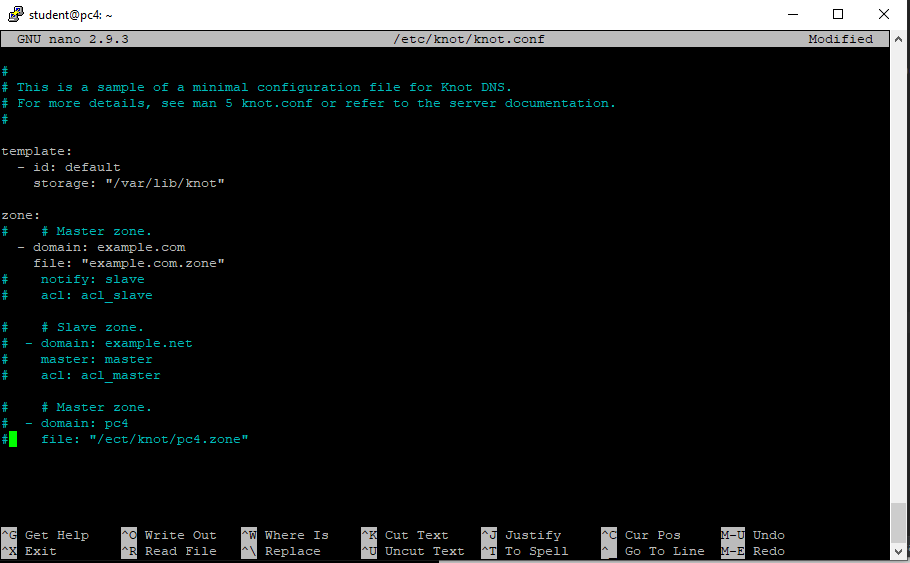 student@pc4: ~
GNU nano 2.9.3 /etc/knot/knot.conf Modified
#
# This is a sample of a minimal configuration file for Knot DNS.
# For more details, see man 5 knot.conf or refer to the server documentation.
#
template:
  - id: default
    storage: "/var/lib/knot"
zone:
#    # Master zone.
  - domain: example.com
    file: "example.com.zone"
#    notify: slave
#    acl: acl_slave
#    # Slave zone.
#  - domain: example.net
#    master: master
#    acl: acl_master
#    # Master zone.
#  - domain: pc4
#    file: "/ect/knot/pc4.zone"
^G Get Help ^O Write Out ^W Where Is ^K Cut Text ^J Justify ^C Cur Pos M-U Undo
^X Exit ^R Read File ^\ Replace ^U Uncut Text ^T To Spell ^_ Go To Line M-E Redo